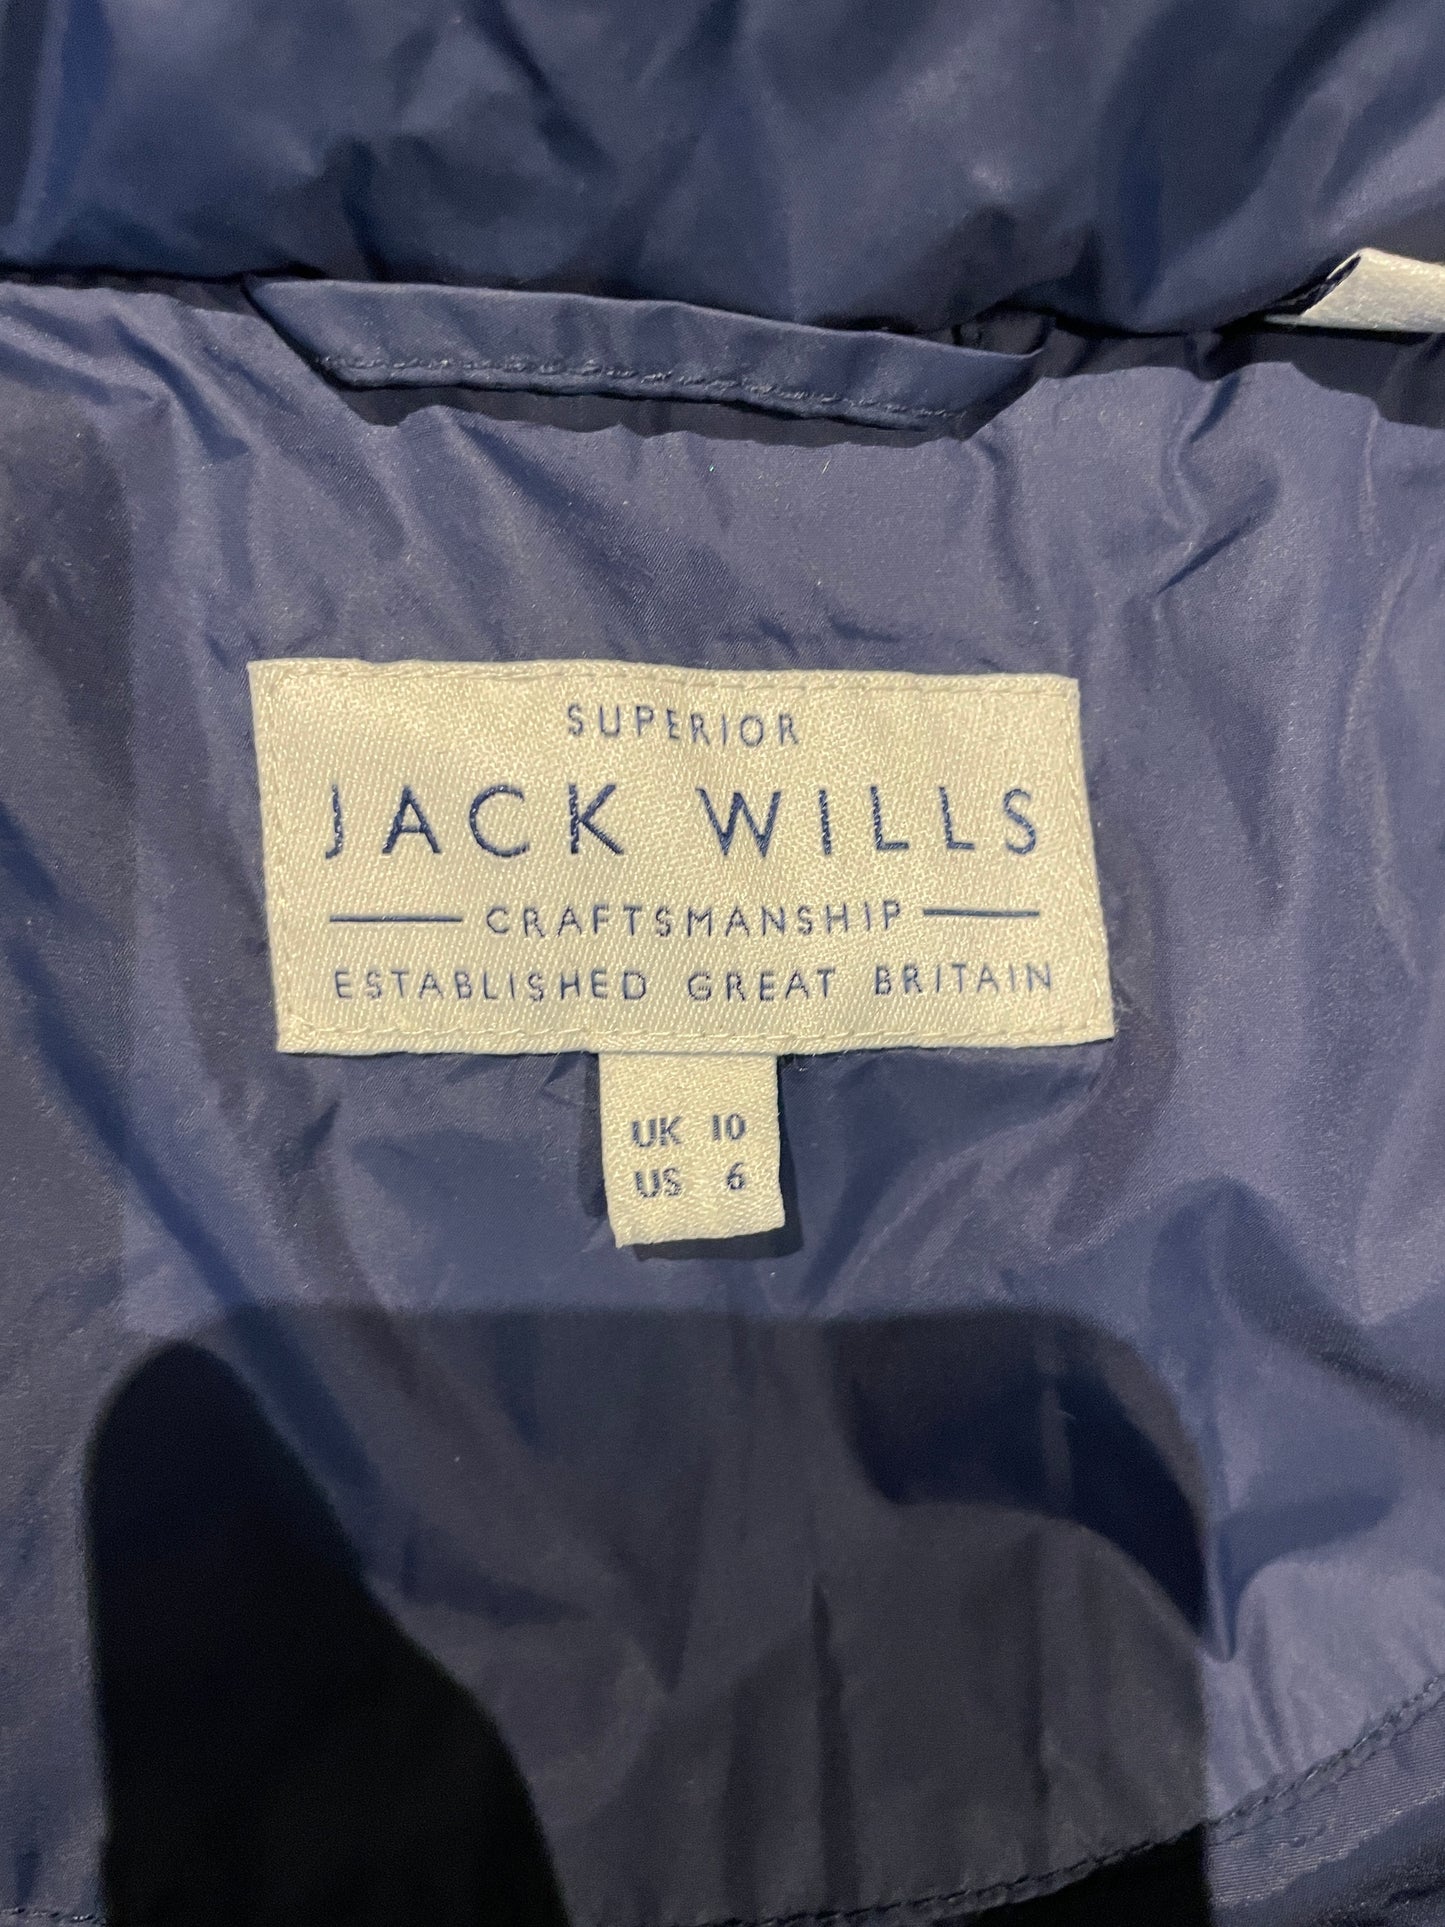 SUPERIOR
JACK WILLS
CRAFTSMANSHIP
ESTABLISHED GREAT BRITAIN
UK 10
US 6